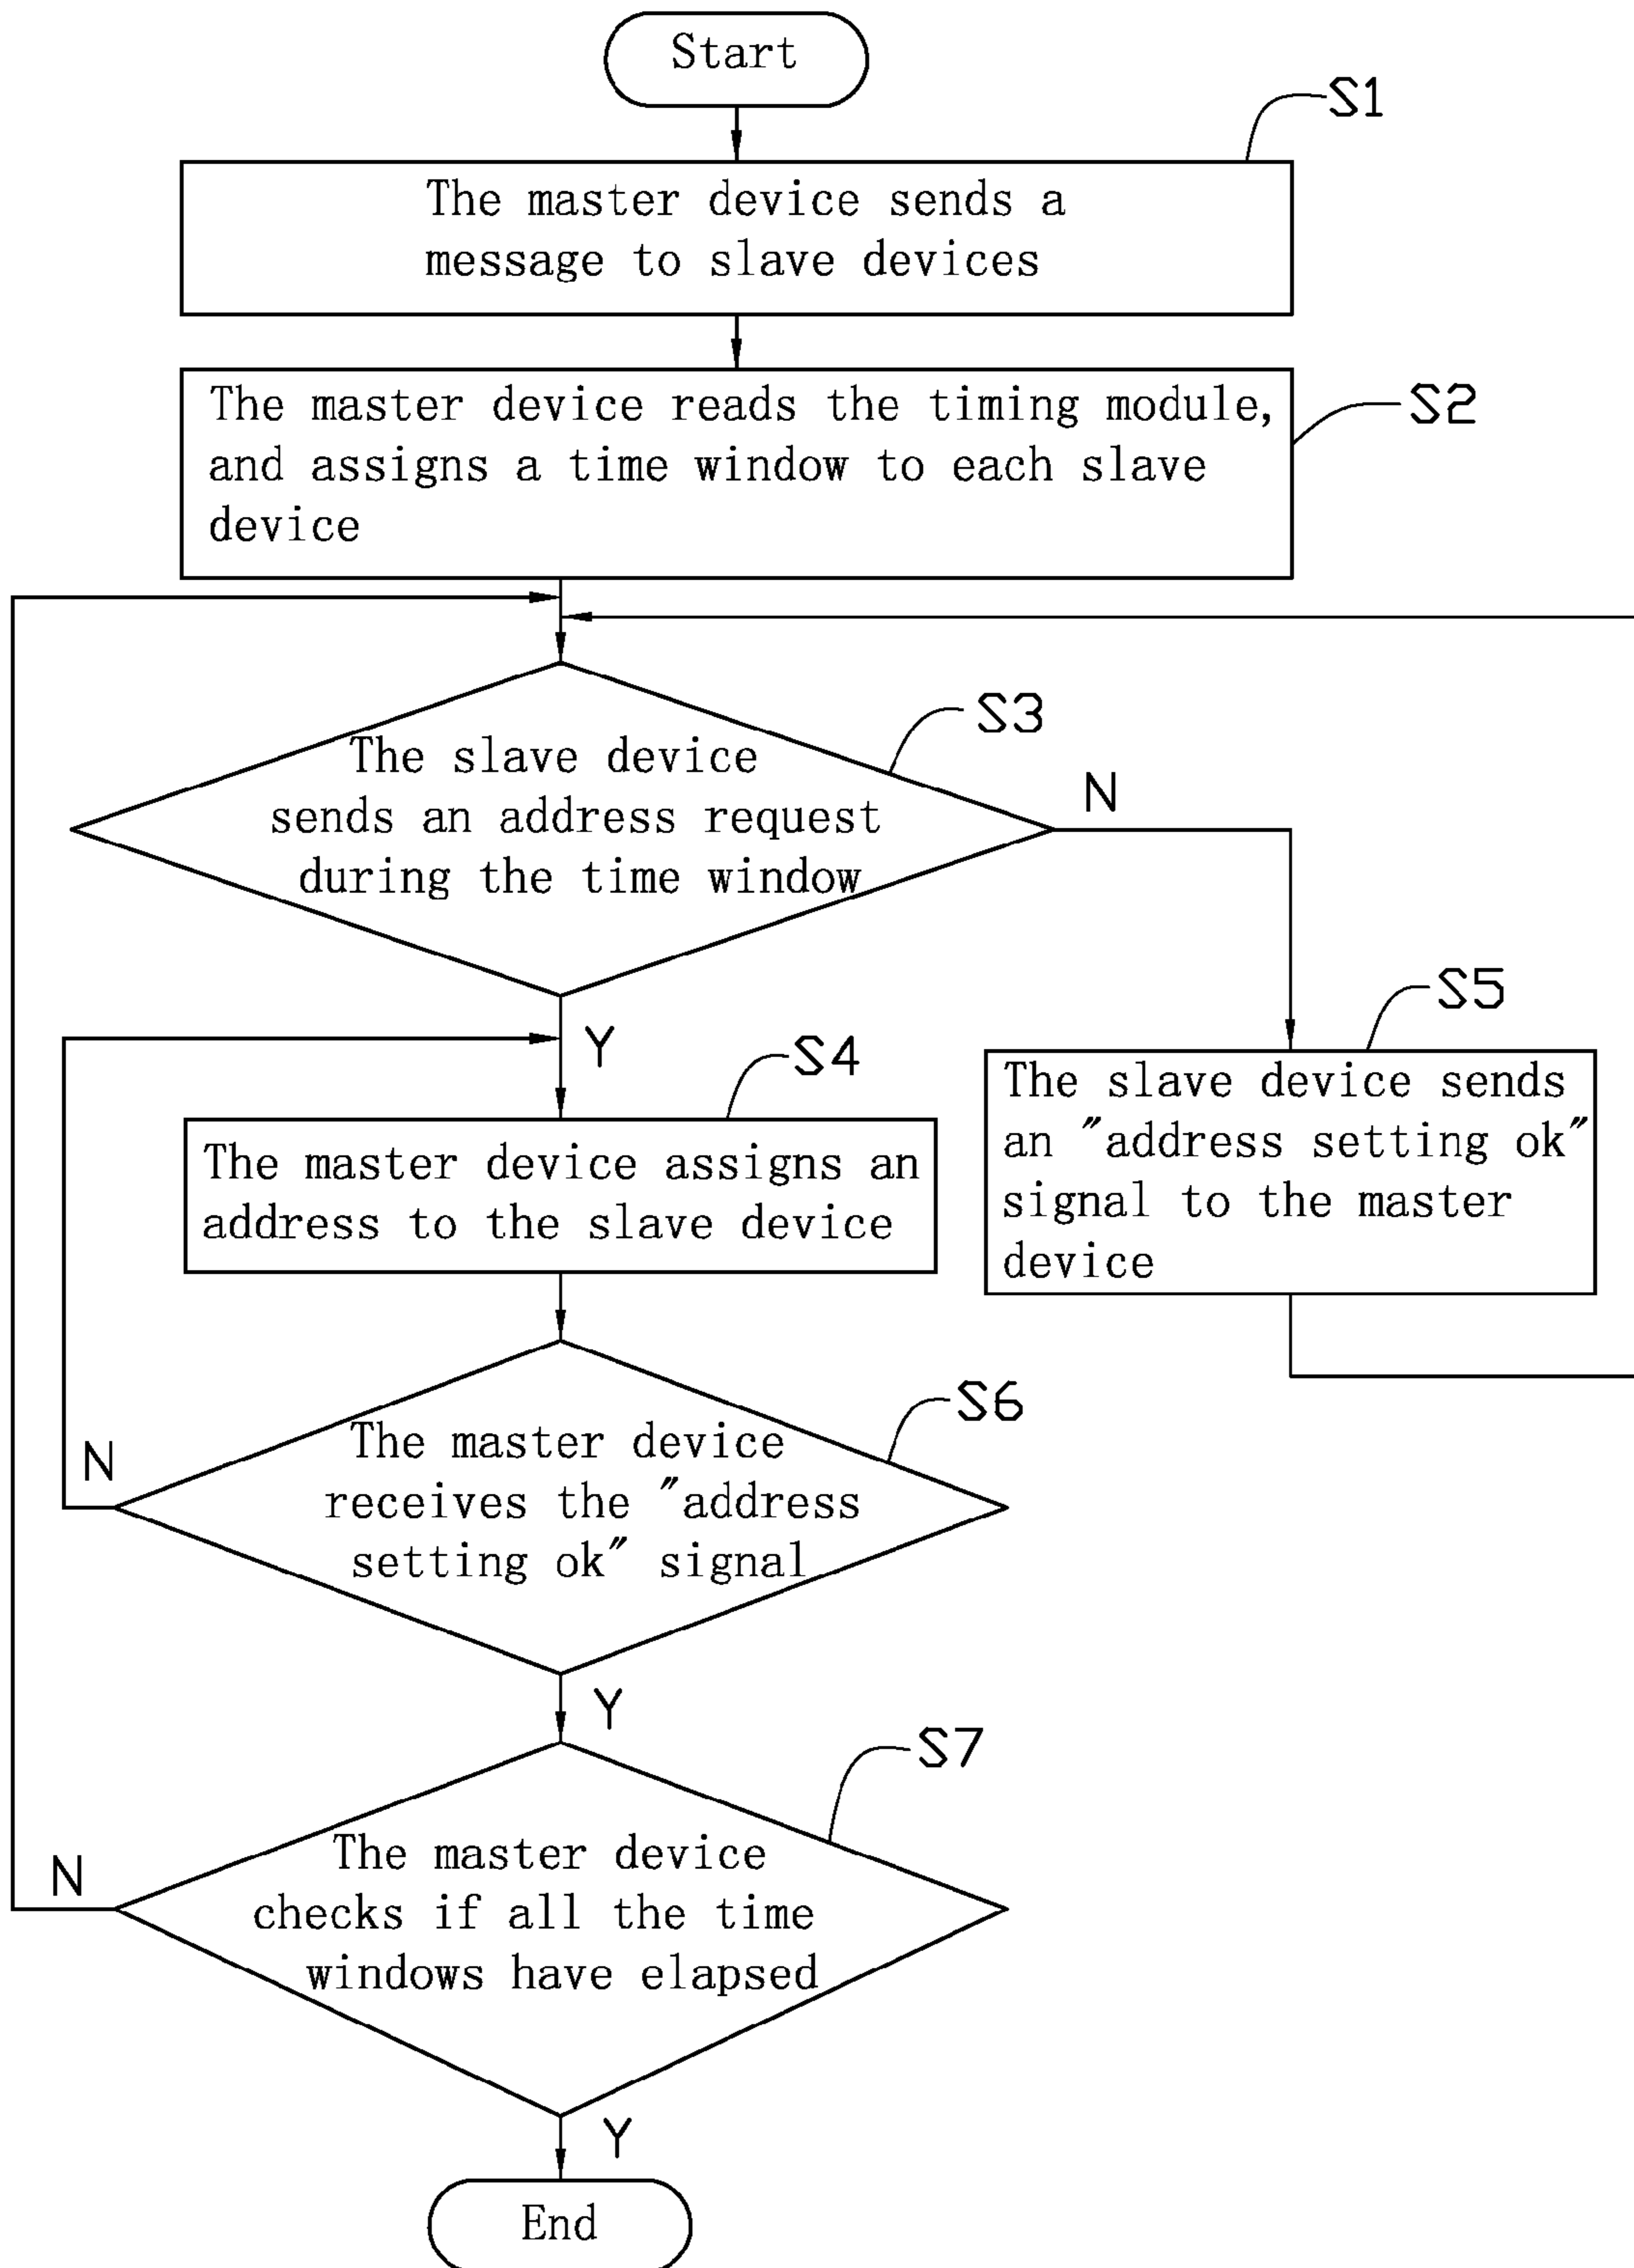 Start
S1
The master device sends a
message to slave devices
S2
The master device reads the timing module,
and assigns a time window to each slave
device
S3
The slave device
sends an address request
during the time window
N
Y
S4
The master device assigns an
address to the slave device
S5
The slave device sends
an "address setting ok"
signal to the master
device
S6
The master device
receives the "address
setting ok" signal
N
Y
S7
The master device
checks if all the time
windows have elapsed
N
Y
End